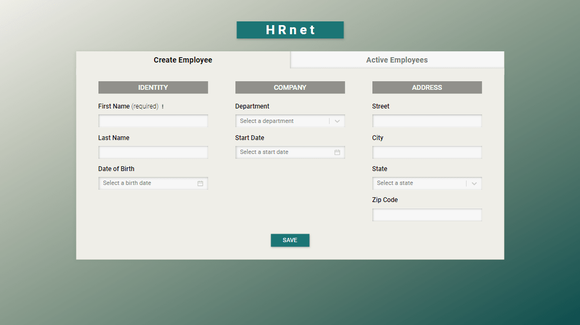 HRnet
Create Employee
Active Employees
IDENTITY
First Name (required)
Last Name
Date of Birth
Select a birth date
COMPANY
Department
Select a department
Start Date
Select a start date
ADDRESS
Street
City
State
Select a state
Zip Code
SAVE